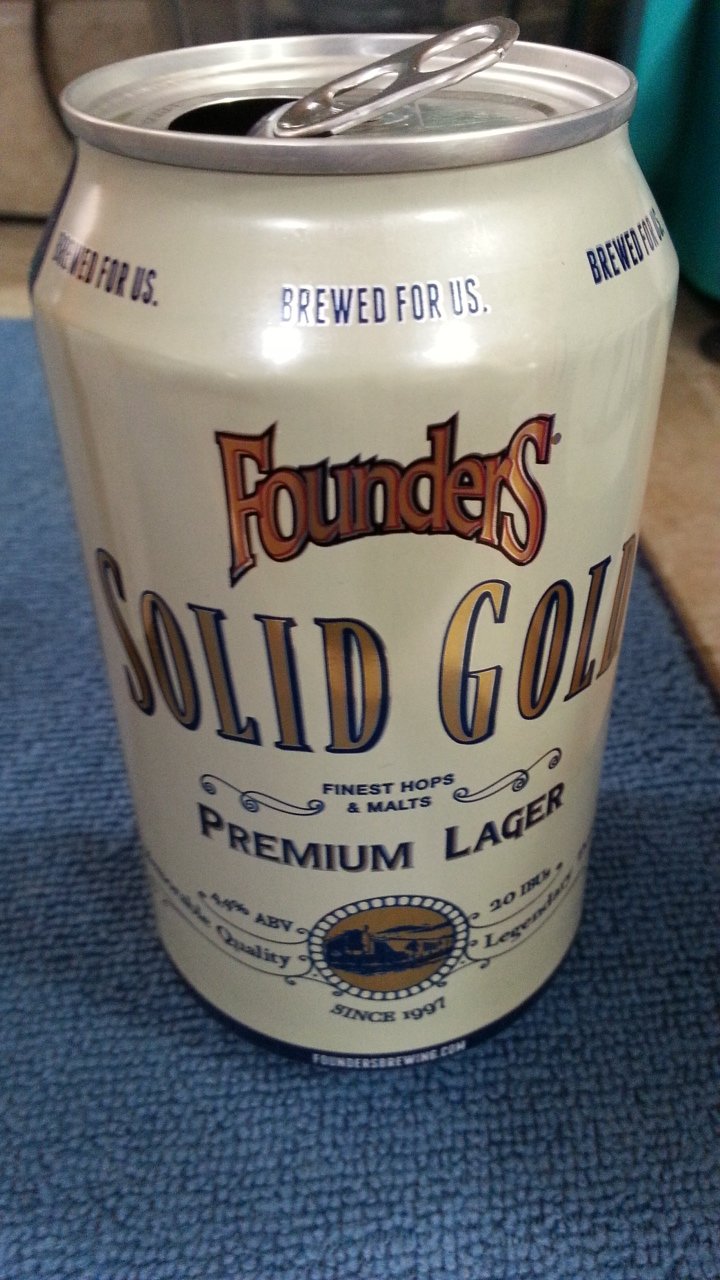 BREWED FOR US.
BREWED FOR US.
BREWED FOR US.
Founders
SOLID GOLD
FINEST HOPS
& MALTS
PREMIUM LAGER
4.4% ABV
20 IBUs
Quality
Legendary
SINCE 1997
FOUNDERSBREWING.COM